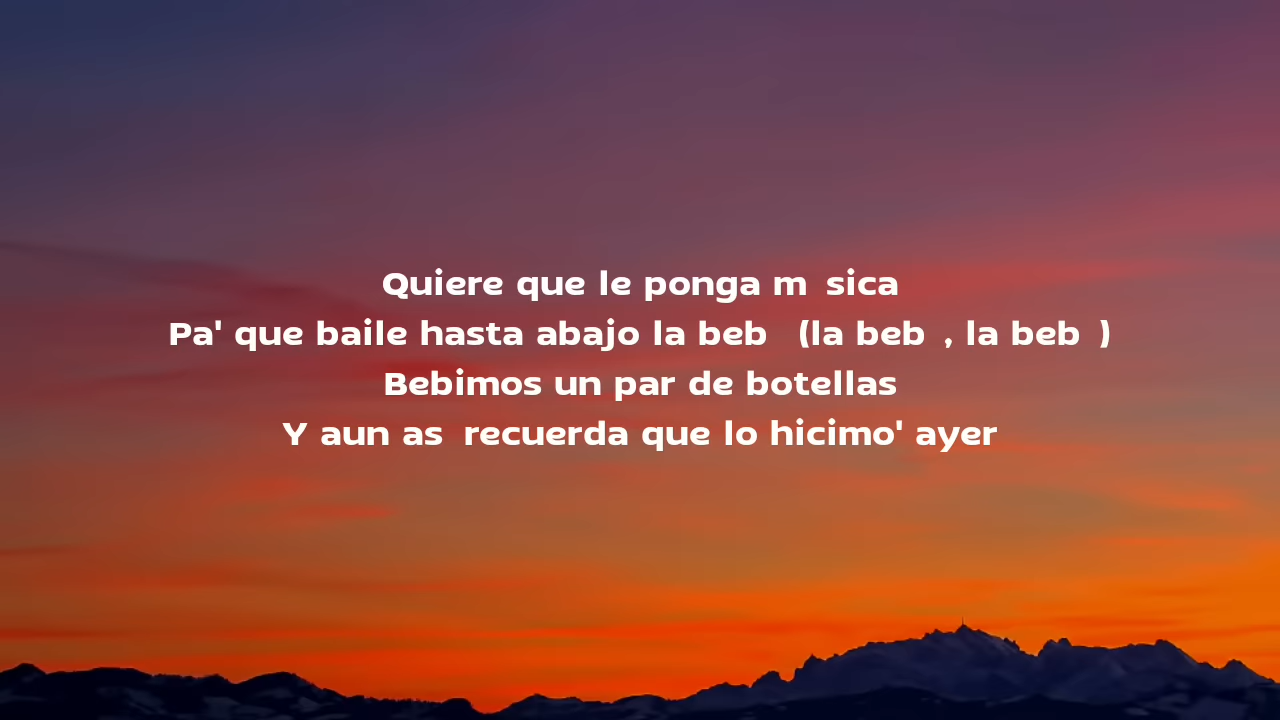 Quiere que le ponga m sica
Pa' que baile hasta abajo la beb (la beb , la beb )
Bebimos un par de botellas
Y aun as recuerda que lo hicimo' ayer